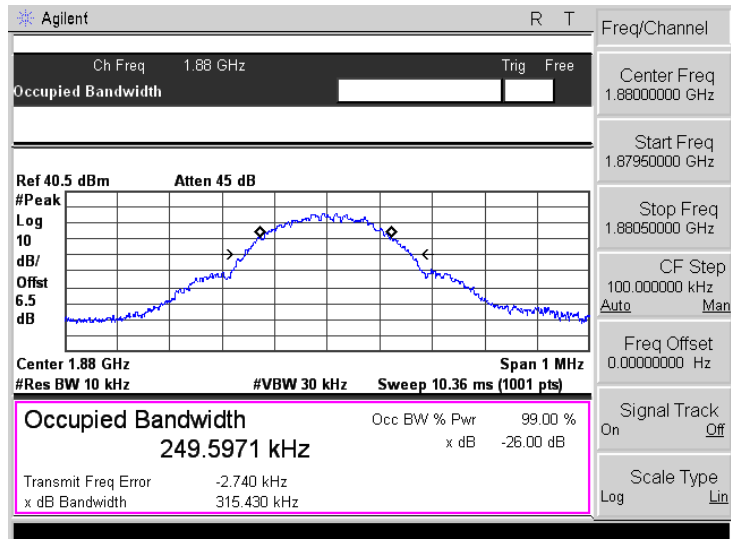 Agilent R T
Ch Freq 1.88 GHz Trig Free
Occupied Bandwidth
Ref 40.5 dBm Atten 45 dB
#Peak
Log
10
dB/
Offst
6.5
dB
Center 1.88 GHz Span 1 MHz
#Res BW 10 kHz #VBW 30 kHz Sweep 10.36 ms (1001 pts)
Occupied Bandwidth Occ BW % Pwr 99.00 %
249.5971 kHz x dB -26.00 dB
Transmit Freq Error -2.740 kHz
x dB Bandwidth 315.430 kHz
Freq/Channel
Center Freq
1.88000000 GHz
Start Freq
1.87950000 GHz
Stop Freq
1.88050000 GHz
CF Step
100.000000 kHz
Auto Man
Freq Offset
0.00000000 Hz
Signal Track
On Off
Scale Type
Log Lin